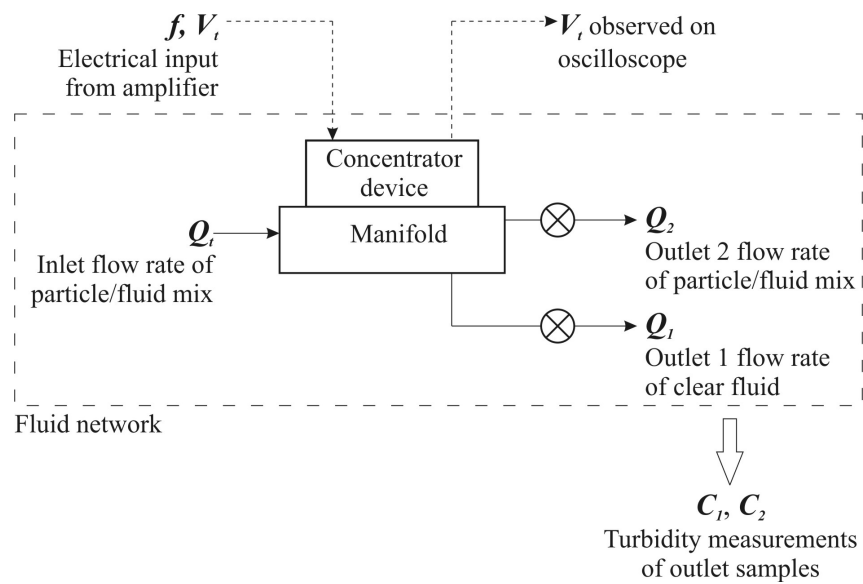 f, Vt
Electrical input
from amplifier
Vt observed on
oscilloscope
Concentrator
device
Manifold
Qt
Inlet flow rate of
particle/fluid mix
Q2
Outlet 2 flow rate
of particle/fluid mix
Q1
Outlet 1 flow rate
of clear fluid
Fluid network
C1, C2
Turbidity measurements
of outlet samples